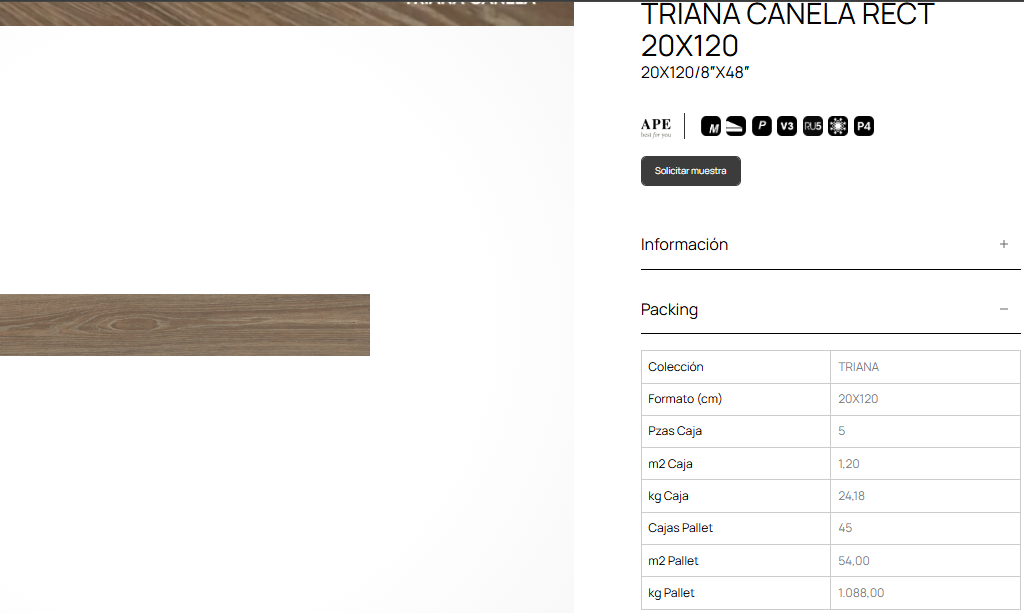 TRIANA CANELA
TRIANA CANELA RECT
20X120
20X120/8"X48"
APE
best for you
M
P
V3
RU5
P4
Solicitar muestra
Información +
Packing −
Colección TRIANA
Formato (cm) 20X120
Pzas Caja 5
m2 Caja 1,20
kg Caja 24,18
Cajas Pallet 45
m2 Pallet 54,00
kg Pallet 1.088,00